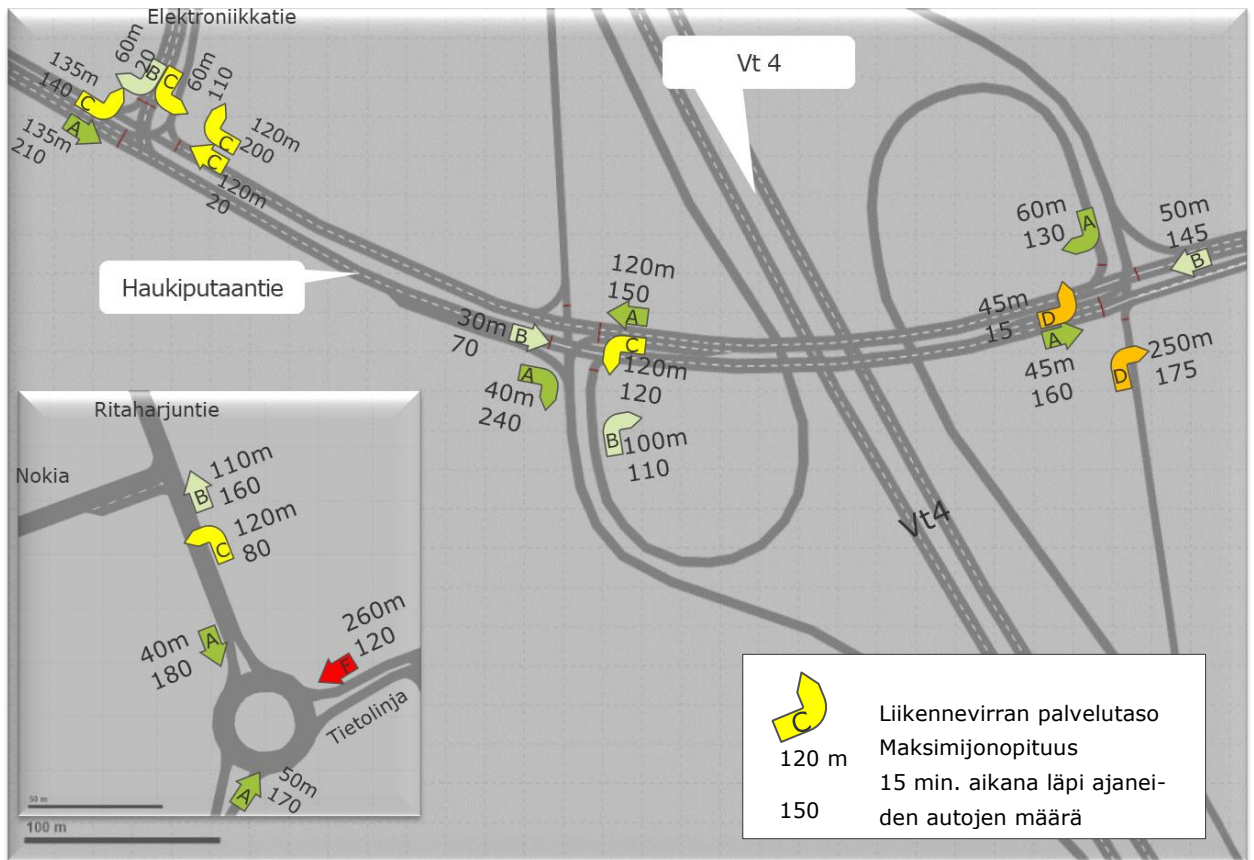 Elektroniikkatie
60m
20
B
C
60m
110
135m
140
C
A
135m
210
C
120m
200
C
120m
20
Vt 4
Haukiputaantie
120m
150
A
30m
70
B
C
120m
120
A
40m
240
B
100m
110
60m
130
A
50m
145
B
45m
15
D
A
45m
160
D
250m
175
Vt4
Ritaharjuntie
Nokia
B
110m
160
C
120m
80
40m
180
A
260m
120
F
Tietolinja
A
50m
170
50 m
100 m
C
Liikennevirran palvelutaso
120 m
Maksimijonopituus
150
15 min. aikana läpi ajanei-
den autojen määrä